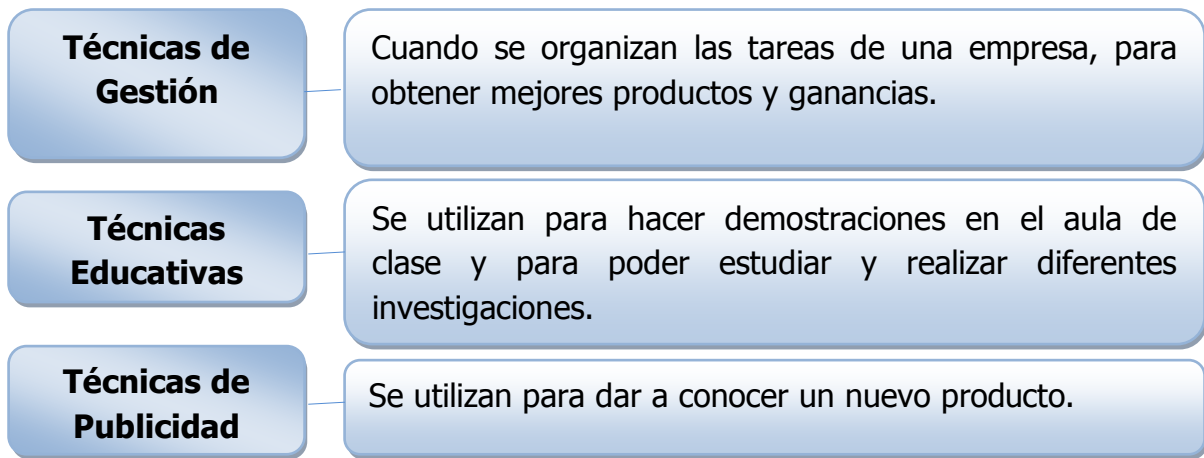 Técnicas de
Gestión
Cuando se organizan las tareas de una empresa, para
obtener mejores productos y ganancias.
Técnicas
Educativas
Se utilizan para hacer demostraciones en el aula de
clase y para poder estudiar y realizar diferentes
investigaciones.
Técnicas de
Publicidad
Se utilizan para dar a conocer un nuevo producto.